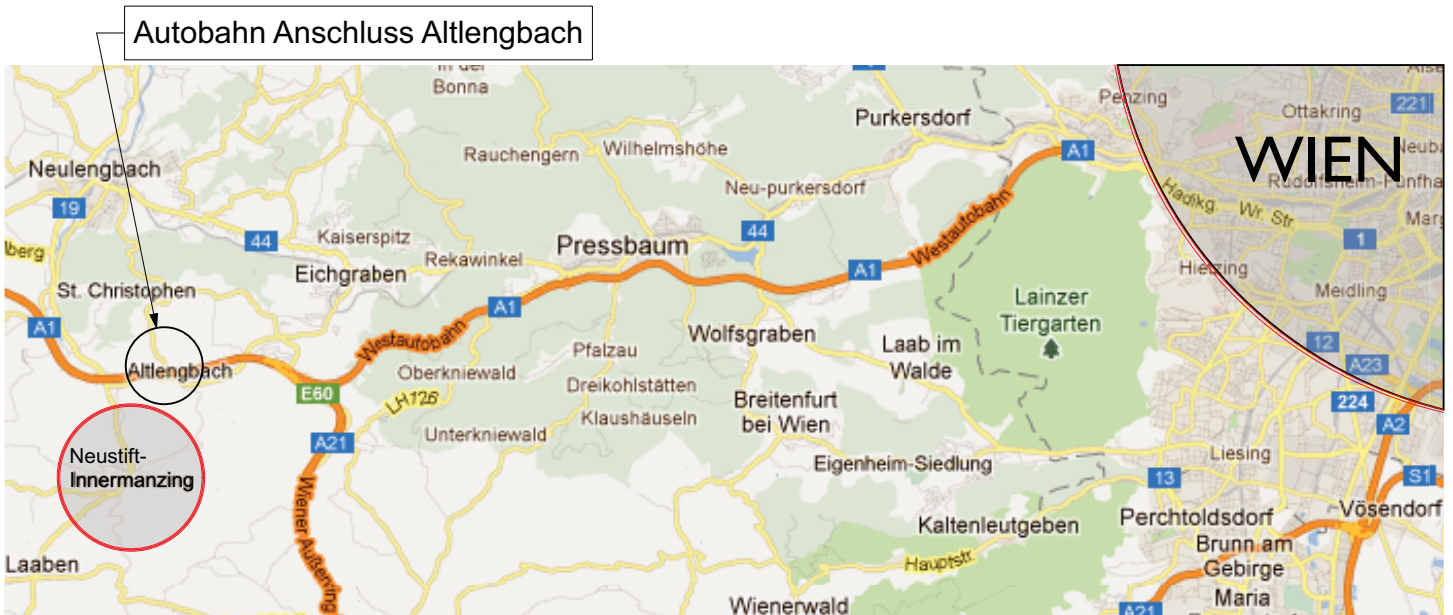 Autobahn Anschluss Altlengbach
Bonna
Purkersdorf
Penzing
Ottakring
221
WIEN
Neulengbach
Rauchengern
Wilhelmshöhe
A1
Neu-purkersdorf
Hadikg.
Wr. Str.
19
44
Kaiserspitz
Eichgraben
Rekawinkel
Pressbaum
44
Westautobahn
1
A1
Hietzing
Meidling
St. Christophen
A1
A1
Lainzer
Tiergarten
Westautobahn
Wolfsgraben
Laab im
Walde
12
A23
Altlengbach
Pfalzau
Oberkniewald
Dreikohlstätten
E60
LH126
Klaushäuseln
Breitenfurt
bei Wien
224
A2
A21
Unterkniewald
Neustift-
Innermanzing
Eigenheim-Siedlung
Liesing
13
S1
Wiener Außenring
Kaltenleutgeben
Perchtoldsdorf
Vösendorf
Laaben
Hauptstr.
Brunn am
Gebirge
Wienerwald
A21
Maria